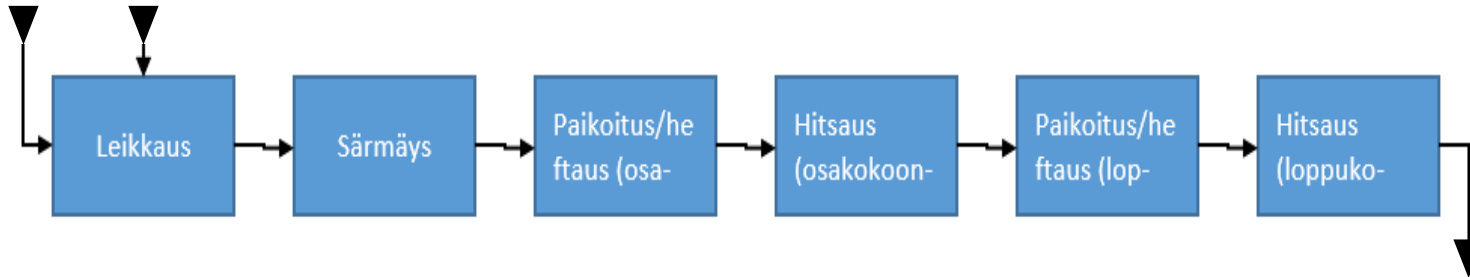 Leikkaus
Särmäys
Paikoitus/he
ftaus (osa-
Hitsaus
(osakokoon-
Paikoitus/he
ftaus (lop-
Hitsaus
(loppuko-